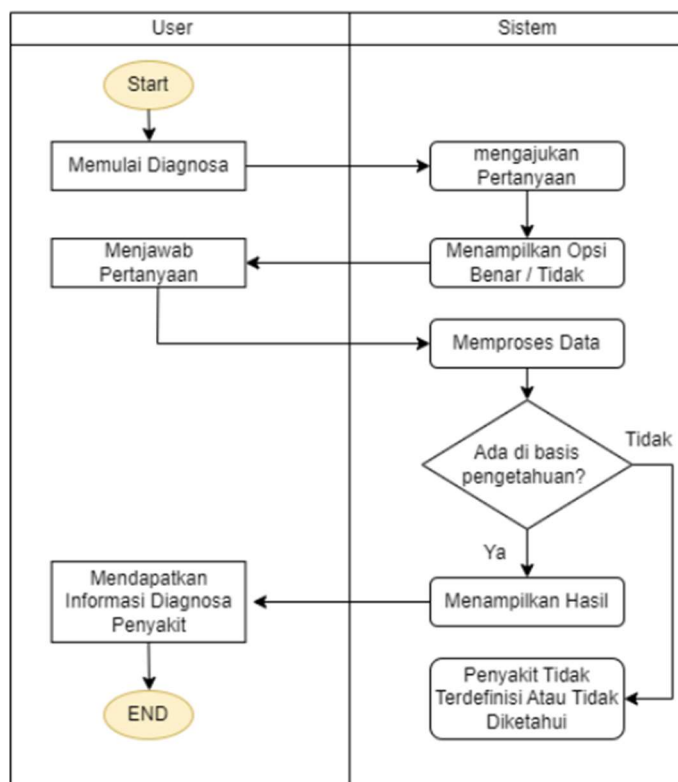 User
Sistem
Start
Memulai Diagnosa
mengajukan
Pertanyaan
Menjawab
Pertanyaan
Menampilkan Opsi
Benar / Tidak
Memproses Data
Ada di basis
pengetahuan?
Tidak
Ya
Mendapatkan
Informasi Diagnosa
Penyakit
Menampilkan Hasil
END
Penyakit Tidak
Terdefinisi Atau Tidak
Diketahui